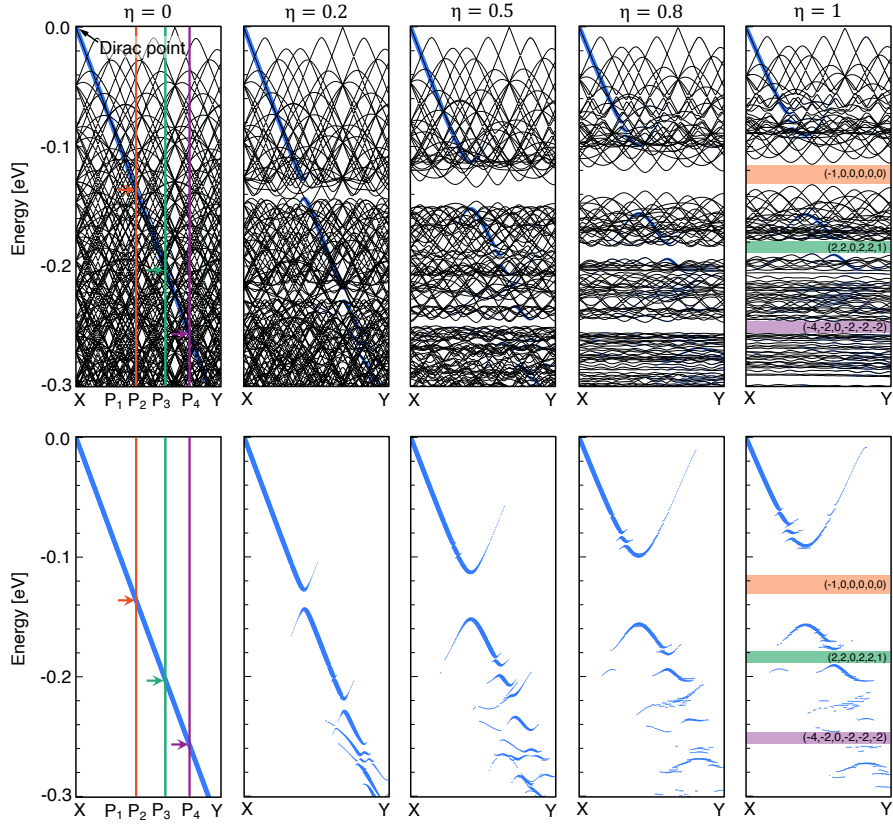 η = 0
η = 0.2
η = 0.5
η = 0.8
η = 1
0.0
-0.1
-0.2
-0.3
Energy [eV]
Dirac point
(-1,0,0,0,0,0)
(2,2,0,2,2,1)
(-4,-2,0,-2,-2,-2)
X P1 P2 P3 P4 Y
X Y
X Y
X Y
X Y
0.0
-0.1
-0.2
-0.3
Energy [eV]
(-1,0,0,0,0,0)
(2,2,0,2,2,1)
(-4,-2,0,-2,-2,-2)
X P1 P2 P3 P4 Y
X Y
X Y
X Y
X Y